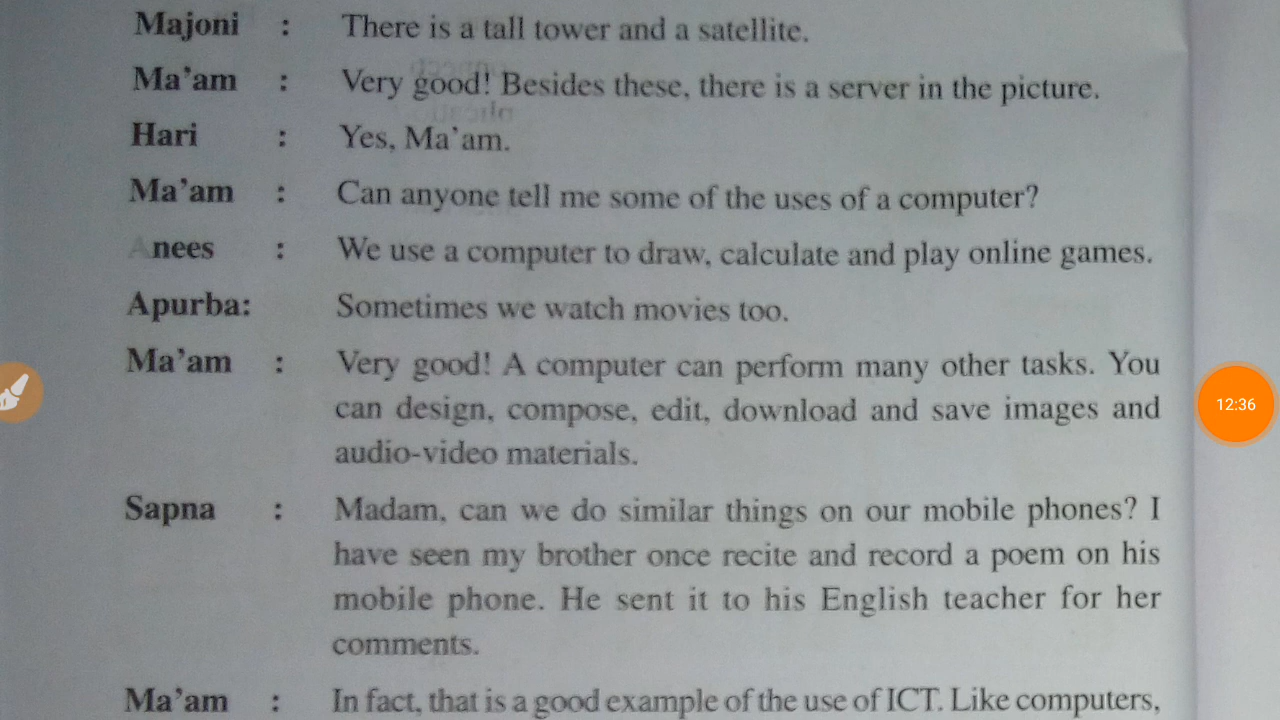 Majoni : There is a tall tower and a satellite.
Ma'am : Very good! Besides these, there is a server in the picture.
Hari : Yes, Ma'am.
Ma'am : Can anyone tell me some of the uses of a computer?
Anees : We use a computer to draw, calculate and play online games.
Apurba: Sometimes we watch movies too.
Ma'am : Very good! A computer can perform many other tasks. You
can design, compose, edit, download and save images and
audio-video materials.
12:36
Sapna : Madam, can we do similar things on our mobile phones? I
have seen my brother once recite and record a poem on his
mobile phone. He sent it to his English teacher for her
comments.
Ma'am : In fact, that is a good example of the use of ICT. Like computers,